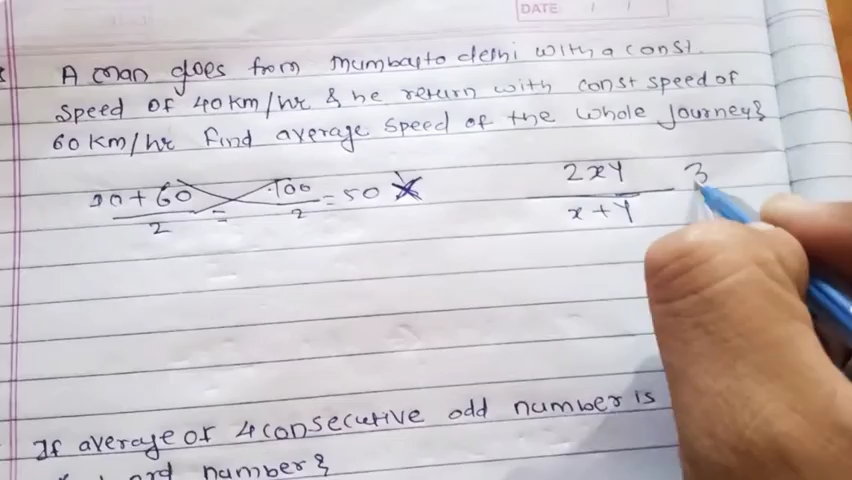 DATE / /
A man goes from Mumbai to delhi with a const.
speed of 40 km/hr & he return with const speed of
60 km/hr find average speed of the whole Journey?
+ 60 / 2 = 100 / 2 = 50 ×
2xy / x+y 3
If average of 4 consecutive odd number is
number?